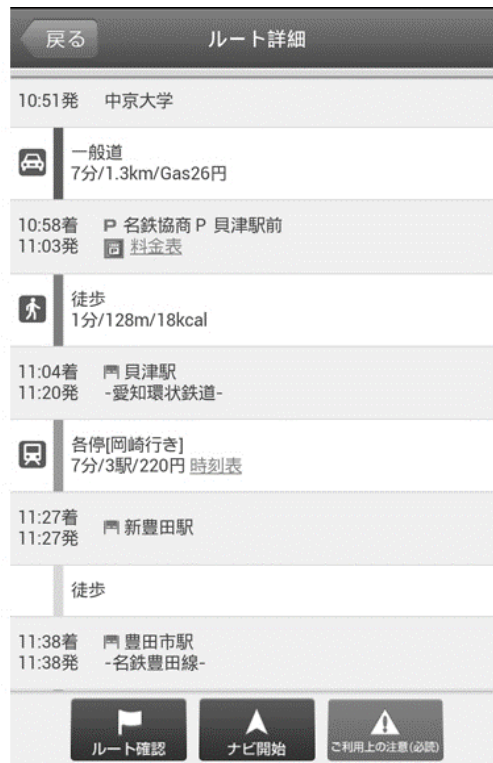 戻る
ルート詳細
10:51発 中京大学
一般道
7分/1.3km/Gas26円
10:58着 P 名鉄協商P 貝津駅前
11:03発 料金表
徒歩
1分/128m/18kcal
11:04着 貝津駅
11:20発 -愛知環状鉄道-
各停[岡崎行き]
7分/3駅/220円 時刻表
11:27着 新豊田駅
11:27発
徒歩
11:38着 豊田市駅
11:38発 -名鉄豊田線-
ルート確認
ナビ開始
ご利用上の注意(必読)